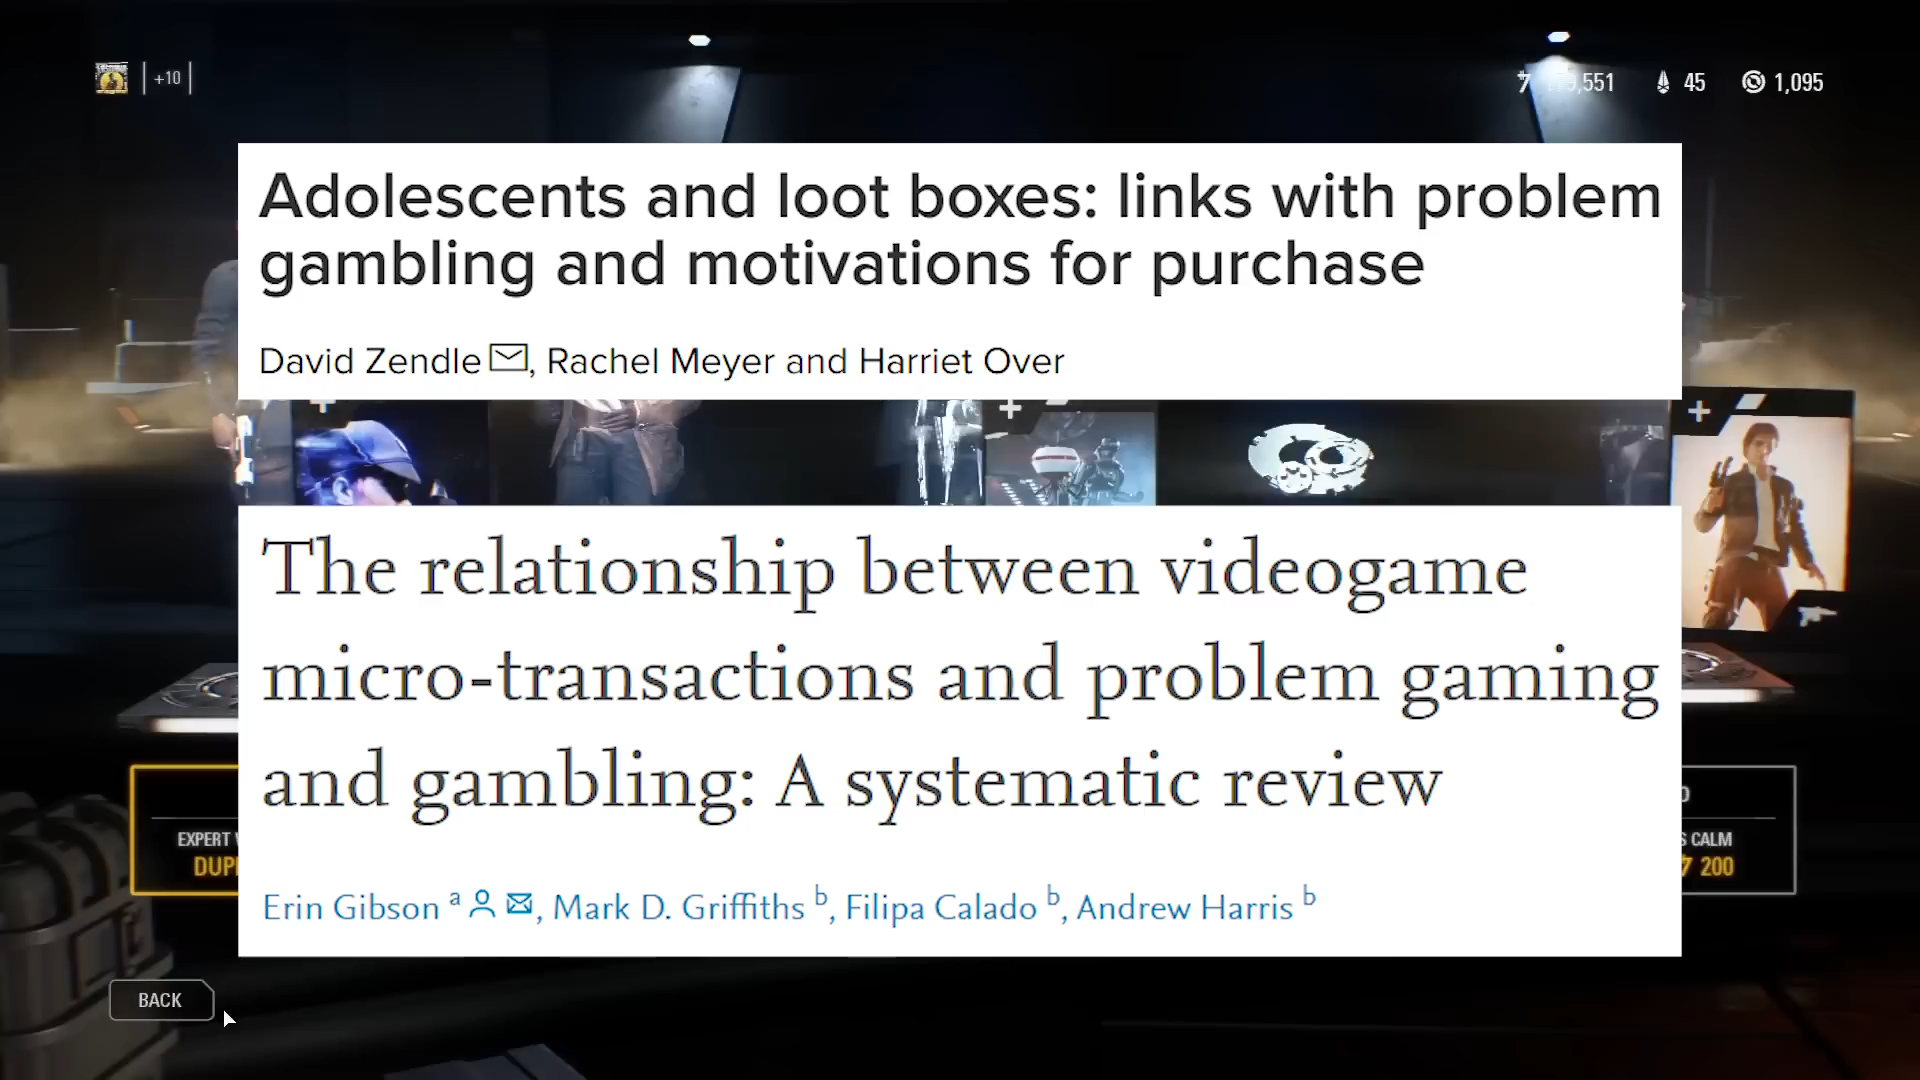 +10
45
1,095
Adolescents and loot boxes: links with problem
gambling and motivations for purchase
David Zendle, Rachel Meyer and Harriet Over
The relationship between videogame
micro-transactions and problem gaming
and gambling: A systematic review
Erin Gibson a, Mark D. Griffiths b, Filipa Calado b, Andrew Harris b
EXPERT
CALM
200
BACK